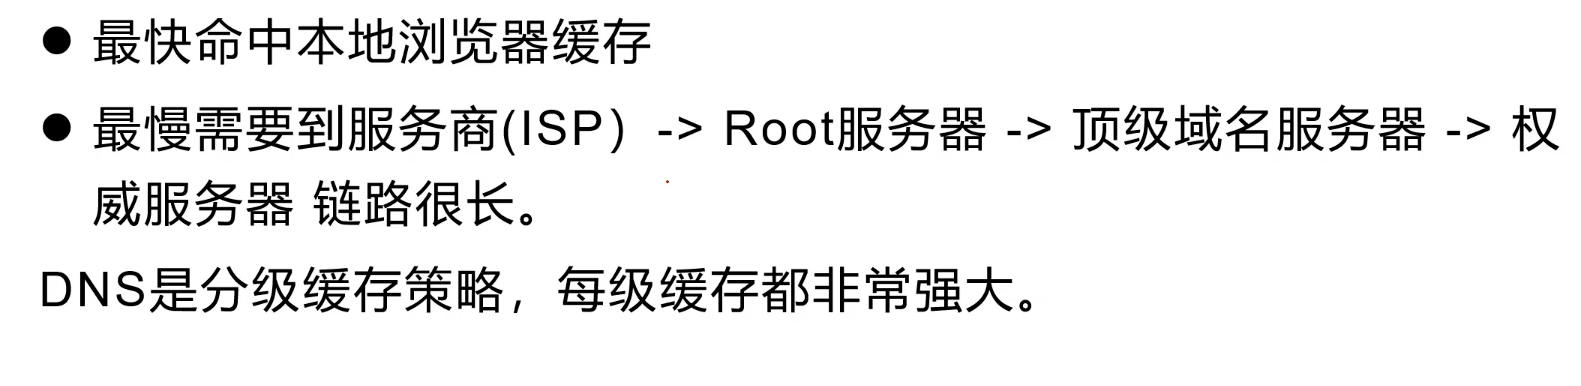 ● 最快命中本地浏览器缓存
● 最慢需要到服务商(ISP）-> Root服务器 -> 顶级域名服务器 -> 权
威服务器 链路很长。
DNS是分级缓存策略，每级缓存都非常强大。